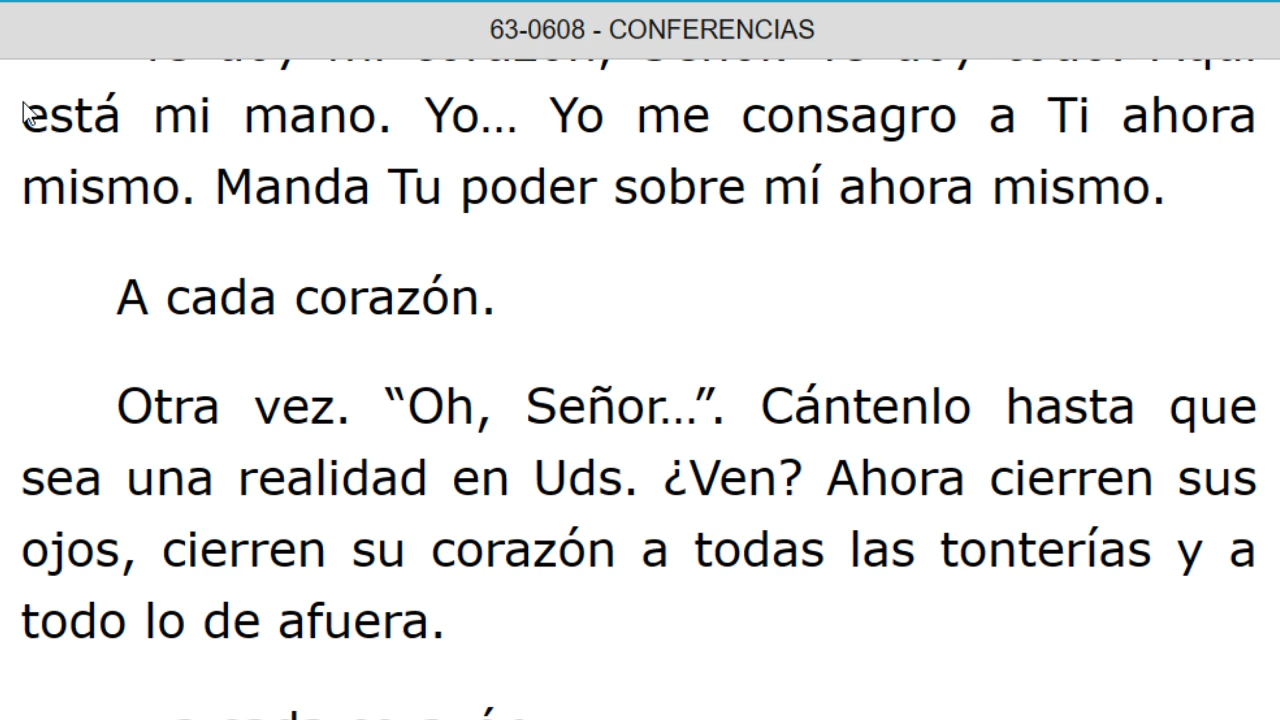 63-0608 - CONFERENCIAS
está mi mano. Yo… Yo me consagro a Ti ahora
mismo. Manda Tu poder sobre mí ahora mismo.
A cada corazón.
Otra vez. “Oh, Señor…”. Cántenlo hasta que
sea una realidad en Uds. ¿Ven? Ahora cierren sus
ojos, cierren su corazón a todas las tonterías y a
todo lo de afuera.